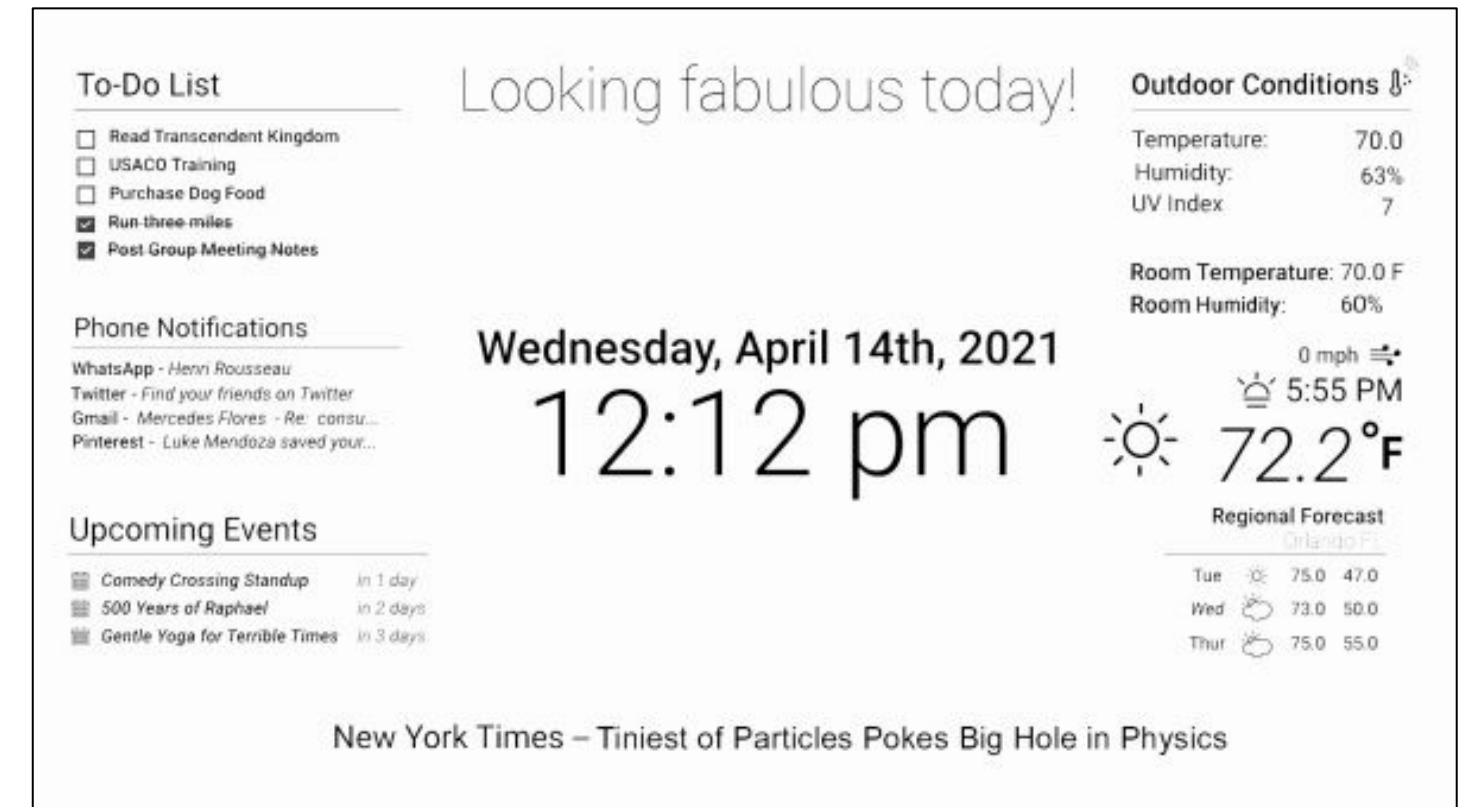 To-Do List
Read Transcendent Kingdom
USACO Training
Purchase Dog Food
Run three miles
Post Group Meeting Notes
Phone Notifications
WhatsApp - Henri Rousseau
Twitter - Find your friends on Twitter
Gmail - Mercedes Flores - Re: consu...
Pinterest - Luke Mendoza saved your...
Upcoming Events
Comedy Crossing Standup in 1 day
500 Years of Raphael in 2 days
Gentle Yoga for Terrible Times in 3 days
Looking fabulous today!
Wednesday, April 14th, 2021
12:12 pm
Outdoor Conditions
Temperature: 70.0
Humidity: 63%
UV Index 7
Room Temperature: 70.0 F
Room Humidity: 60%
0 mph
5:55 PM
72.2°F
Regional Forecast
Orlando FL
Tue 75.0 47.0
Wed 73.0 50.0
Thur 75.0 55.0
New York Times – Tiniest of Particles Pokes Big Hole in Physics